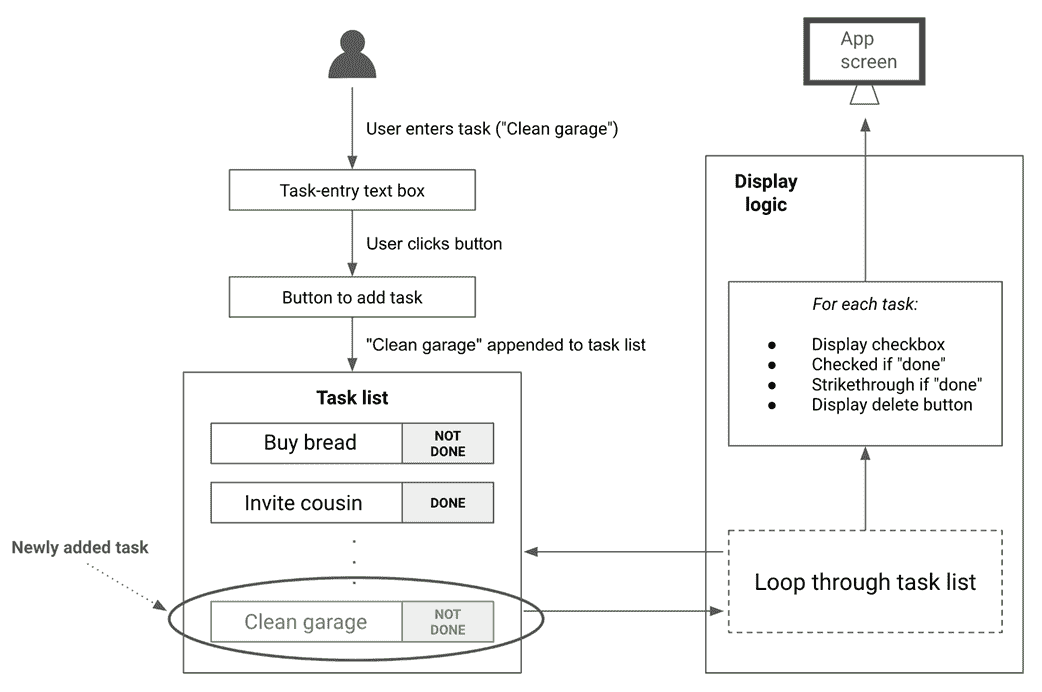 App
screen
User enters task ("Clean garage")
Task-entry text box
User clicks button
Button to add task
"Clean garage" appended to task list
Task list
Buy bread
NOT
DONE
Invite cousin
DONE
Newly added task
Clean garage
NOT
DONE
Display
logic
For each task:
● Display checkbox
● Checked if "done"
● Strikethrough if "done"
● Display delete button
Loop through task list